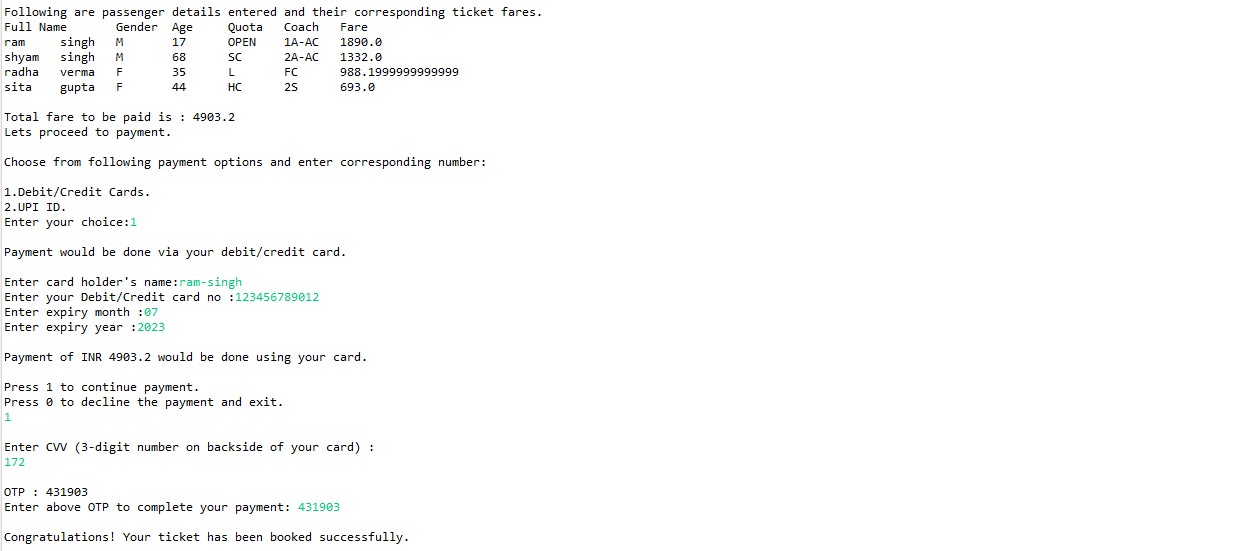 Following are passenger details entered and their corresponding ticket fares.
Full Name Gender Age Quota Coach Fare
ram singh M 17 OPEN 1A-AC 1890.0
shyam singh M 68 SC 2A-AC 1332.0
radha verma F 35 L FC 988.1999999999999
sita gupta F 44 HC 2S 693.0
Total fare to be paid is : 4903.2
Lets proceed to payment.
Choose from following payment options and enter corresponding number:
1.Debit/Credit Cards.
2.UPI ID.
Enter your choice:1
Payment would be done via your debit/credit card.
Enter card holder's name:ram-singh
Enter your Debit/Credit card no :123456789012
Enter expiry month :07
Enter expiry year :2023
Payment of INR 4903.2 would be done using your card.
Press 1 to continue payment.
Press 0 to decline the payment and exit.
1
Enter CVV (3-digit number on backside of your card) :
172
OTP : 431903
Enter above OTP to complete your payment: 431903
Congratulations! Your ticket has been booked successfully.